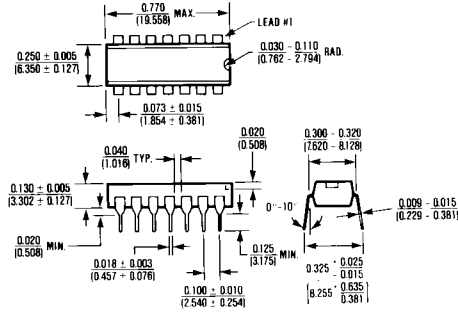 0.770
(19.558) MAX.
LEAD #1
0.250 ± 0.005
(6.350 ± 0.127)
0.030 - 0.110
(0.762 - 2.794) RAD.
0.073 ± 0.015
(1.854 ± 0.381)
0.020
(0.508)
0.300 - 0.320
(7.620 - 8.128)
0.040
(1.016) TYP.
0.130 ± 0.005
(3.302 ± 0.127)
0°-10°
0.009 - 0.015
(0.229 - 0.381)
0.020
(0.508) MIN.
0.125
(3.175) MIN.
0.018 ± 0.003
(0.457 ± 0.076)
0.325 + 0.025
- 0.015
0.100 ± 0.010
(2.540 ± 0.254)
(8.255 + 0.635
- 0.381)